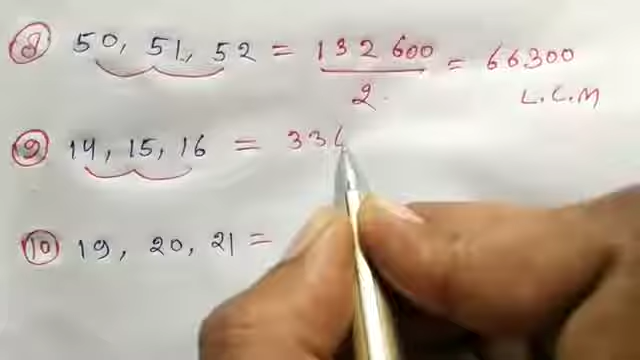 8 50, 51, 52 = 132600 / 2 = 66300
L.C.M
9 14, 15, 16 = 33
10 19, 20, 21 =